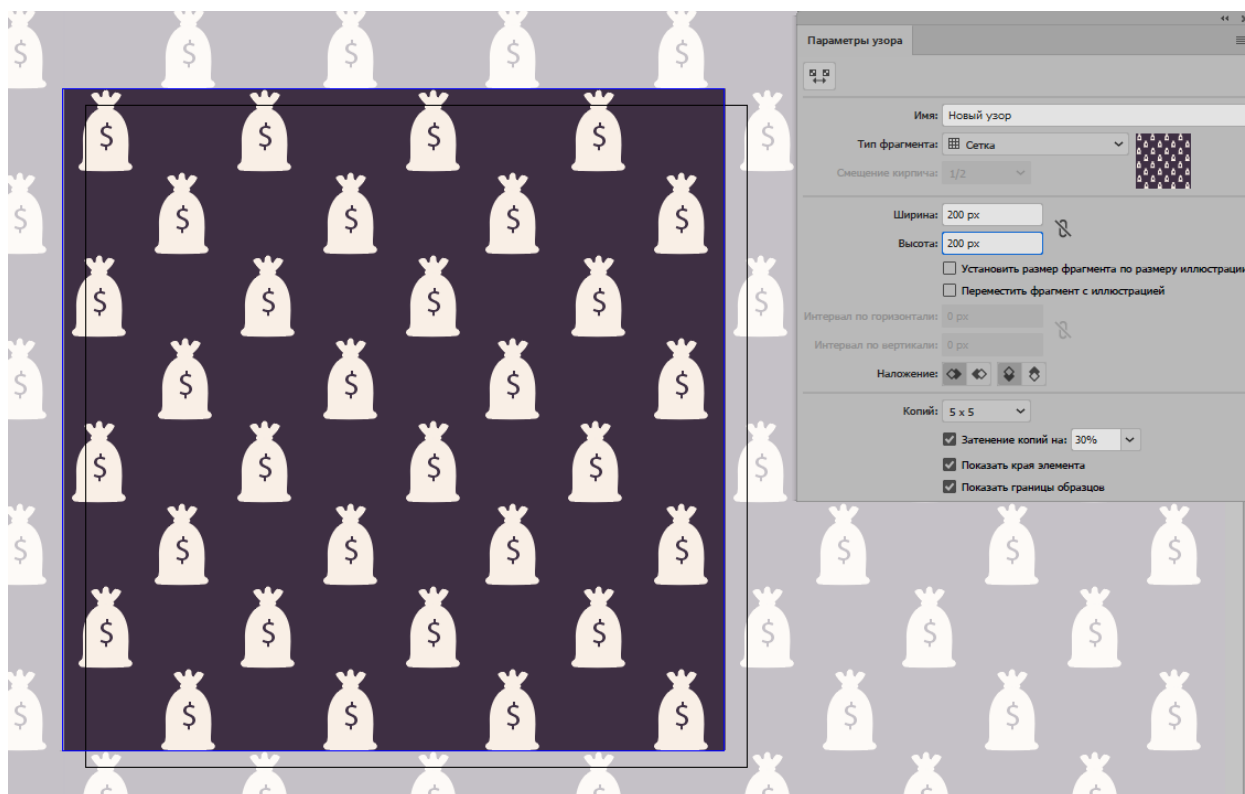 Параметры узора
Имя: Новый узор
Тип фрагмента: Сетка
Смещение кирпича: 1/2
Ширина: 200 px
Высота: 200 px
Установить размер фрагмента по размеру иллюстрации
Переместить фрагмент с иллюстрацией
Интервал по горизонтали: 0 px
Интервал по вертикали: 0 px
Наложение:
Копий: 5 x 5
Затенение копий на: 30%
Показать края элемента
Показать границы образцов
$ $ $ $ $
$ $ $ $ $
$ $ $ $
$ $ $ $ $
$ $ $ $ $
$ $ $ $ $
$ $ $ $ $
$ $ $ $ $ $ $ $
$ $ $ $ $ $ $
$ $ $ $ $ $ $ $